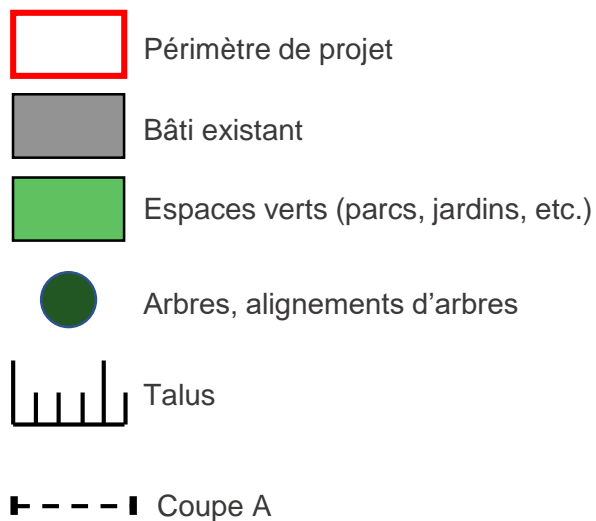 Périmètre de projet
Bâti existant
Espaces verts (parcs, jardins, etc.)
Arbres, alignements d’arbres
Talus
Coupe A